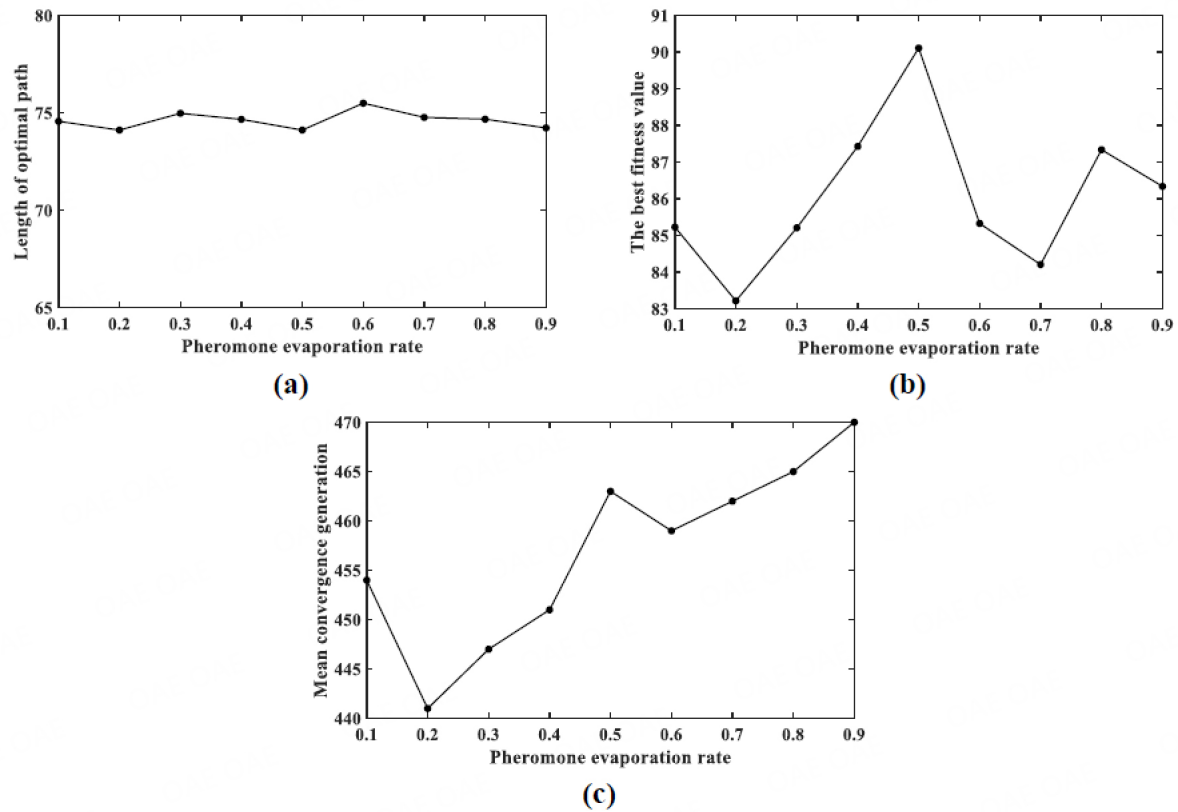 80
75
70
65
Length of optimal path
0.1 0.2 0.3 0.4 0.5 0.6 0.7 0.8 0.9
Pheromone evaporation rate
(a)
91
90
89
88
87
86
85
84
83
The best fitness value
0.1 0.2 0.3 0.4 0.5 0.6 0.7 0.8 0.9
Pheromone evaporation rate
(b)
470
465
460
455
450
445
440
Mean convergence generation
0.1 0.2 0.3 0.4 0.5 0.6 0.7 0.8 0.9
Pheromone evaporation rate
(c)